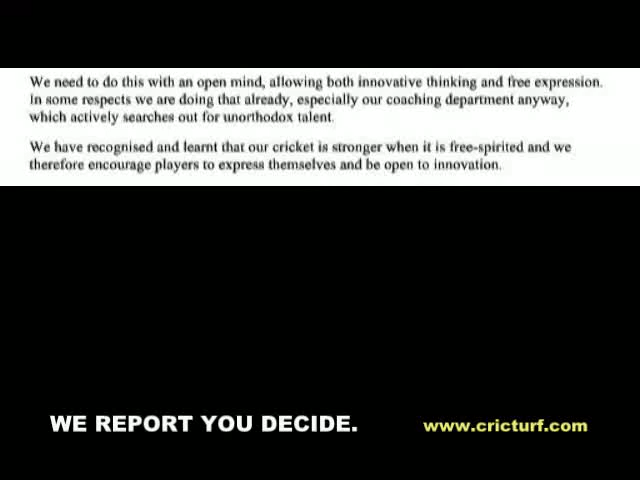 We need to do this with an open mind, allowing both innovative thinking and free expression.
In some respects we are doing that already, especially our coaching department anyway,
which actively searches out for unorthodox talent.
We have recognised and learnt that our cricket is stronger when it is free-spirited and we
therefore encourage players to express themselves and be open to innovation.
WE REPORT YOU DECIDE.
www.cricturf.com